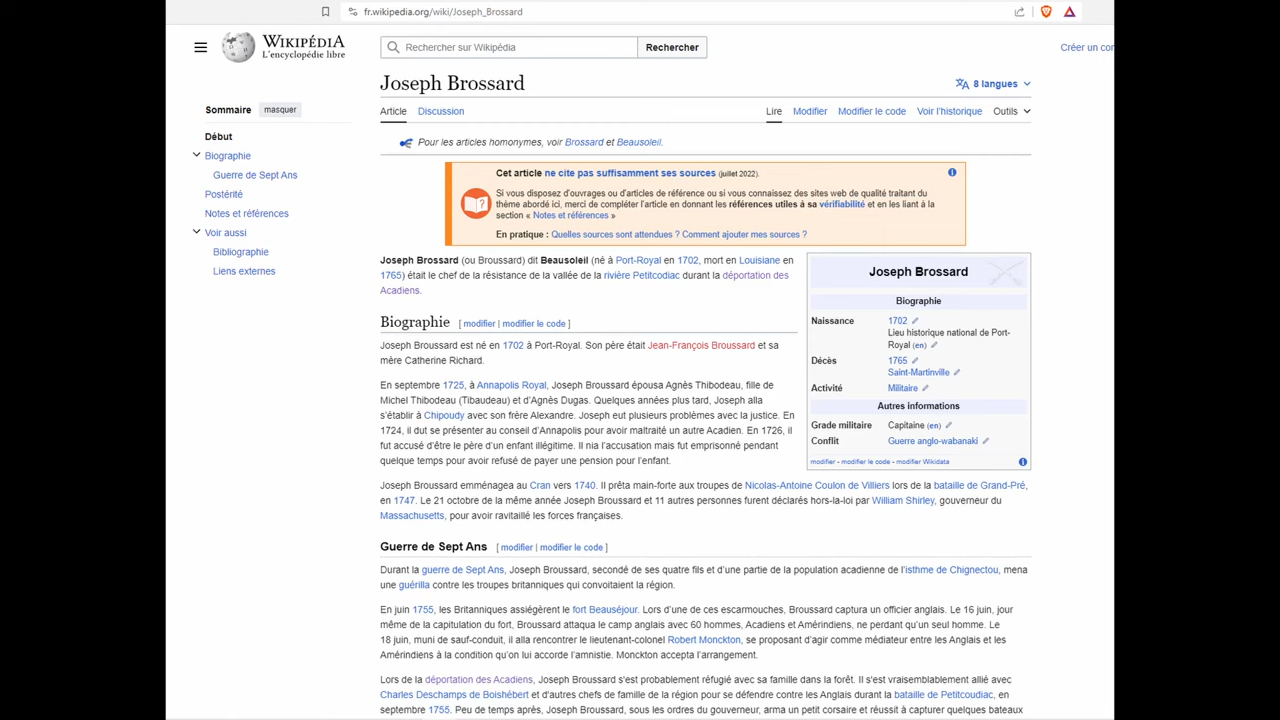 fr.wikipedia.org/wiki/Joseph_Brossard
WIKIPÉDIA
L'encyclopédie libre
Rechercher sur Wikipédia
Rechercher
Créer un con
Joseph Brossard
8 langues
Sommaire
masquer
Article
Discussion
Lire
Modifier
Modifier le code
Voir l'historique
Outils
Début
Biographie
Guerre de Sept Ans
Postérité
Notes et références
Voir aussi
Bibliographie
Liens externes
Pour les articles homonymes, voir Brossard et Beausoleil.
Cet article ne cite pas suffisamment ses sources (juillet 2022).
Si vous disposez d'ouvrages ou d'articles de référence ou si vous connaissez des sites web de qualité traitant du
thème abordé ici, merci de compléter l'article en donnant les références utiles à sa vérifiabilité et en les liant à la
section « Notes et références »
En pratique : Quelles sources sont attendues ? Comment ajouter mes sources ?
Joseph Brossard (ou Broussard) dit Beausoleil (né à Port-Royal en 1702, mort en Louisiane en
1765) était le chef de la résistance de la vallée de la rivière Petitcodiac durant la déportation des
Acadiens.
Joseph Brossard
Biographie
Naissance 1702
Lieu historique national de Port-
Royal (en)
Décès 1765
Saint-Martinville
Activité Militaire
Autres informations
Grade militaire Capitaine (en)
Conflit Guerre anglo-wabanaki
modifier - modifier le code - modifier Wikidata
Biographie [ modifier | modifier le code ]
Joseph Broussard est né en 1702 à Port-Royal. Son père était Jean-François Broussard et sa
mère Catherine Richard.
En septembre 1725, à Annapolis Royal, Joseph Broussard épousa Agnès Thibodeau, fille de
Michel Thibodeau (Tibaudeau) et d'Agnès Dugas. Quelques années plus tard, Joseph alla
s'établir à Chipoudy avec son frère Alexandre. Joseph eut plusieurs problèmes avec la justice. En
1724, il dut se présenter au conseil d'Annapolis pour avoir maltraité un autre Acadien. En 1726, il
fut accusé d'être le père d'un enfant illégitime. Il nia l'accusation mais fut emprisonné pendant
quelque temps pour avoir refusé de payer une pension pour l'enfant.
Joseph Broussard emménagea au Cran vers 1740. Il prêta main-forte aux troupes de Nicolas-Antoine Coulon de Villiers lors de la bataille de Grand-Pré,
en 1747. Le 21 octobre de la même année Joseph Broussard et 11 autres personnes furent déclarés hors-la-loi par William Shirley, gouverneur du
Massachusetts, pour avoir ravitaillé les forces françaises.
Guerre de Sept Ans [ modifier | modifier le code ]
Durant la guerre de Sept Ans, Joseph Broussard, secondé de ses quatre fils et d'une partie de la population acadienne de l'isthme de Chignectou, mena
une guérilla contre les troupes britanniques qui convoitaient la région.
En juin 1755, les Britanniques assiégèrent le fort Beauséjour. Lors d'une de ces escarmouches, Broussard captura un officier anglais. Le 16 juin, jour
même de la capitulation du fort, Broussard attaqua le camp anglais avec 60 hommes, Acadiens et Amérindiens, ne perdant qu'un seul homme. Le
18 juin, muni de sauf-conduit, il alla rencontrer le lieutenant-colonel Robert Monckton, se proposant d'agir comme médiateur entre les Anglais et les
Amérindiens à la condition qu'on lui accorde l'amnistie. Monckton accepta l'arrangement.
Lors de la déportation des Acadiens, Joseph Broussard s'est probablement réfugié avec sa famille dans la forêt. Il s'est vraisemblablement allié avec
Charles Deschamps de Boishébert et d'autres chefs de famille de la région pour se défendre contre les Anglais durant la bataille de Petitcoudiac, en
septembre 1755. Peu de temps après, Joseph Broussard, sous les ordres du gouverneur, arma un petit corsaire et réussit à capturer quelques bateaux